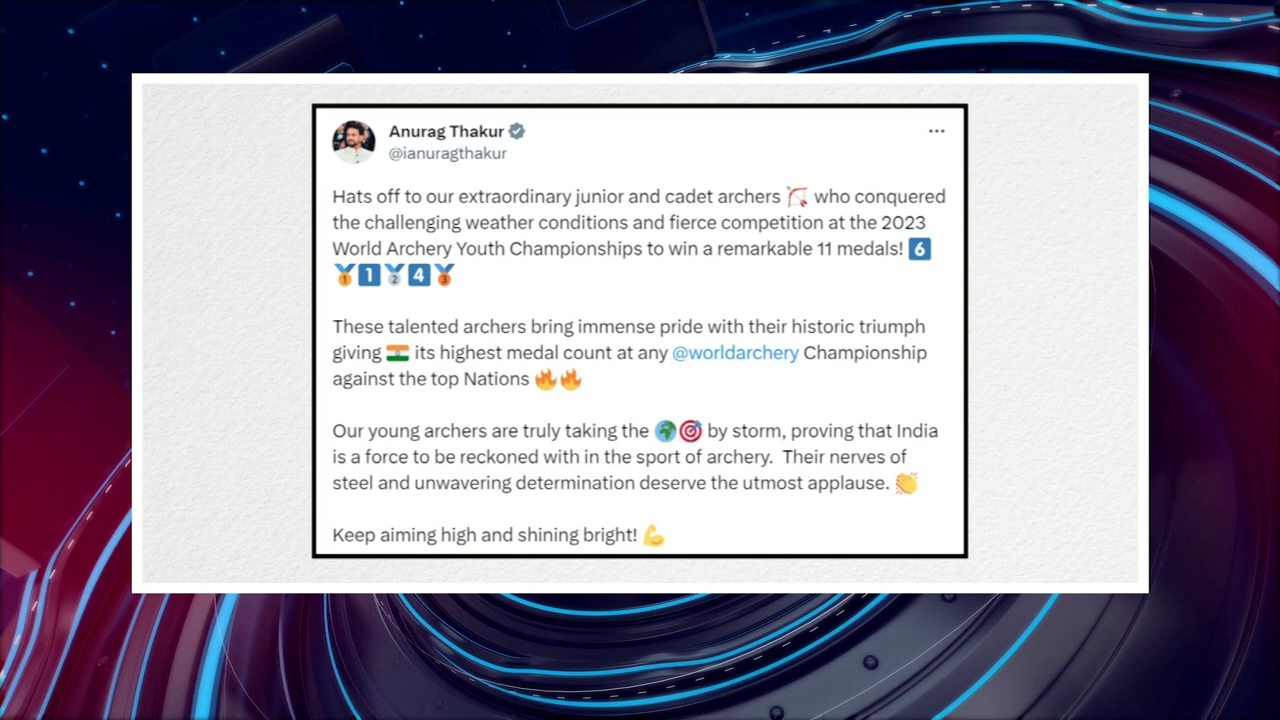 Anurag Thakur
@ianuragthakur
Hats off to our extraordinary junior and cadet archers 🏹 who conquered
the challenging weather conditions and fierce competition at the 2023
World Archery Youth Championships to win a remarkable 11 medals! 6️⃣
🥇1️⃣🥈4️⃣🥉
These talented archers bring immense pride with their historic triumph
giving 🇮🇳 its highest medal count at any @worldarchery Championship
against the top Nations 🔥🔥
Our young archers are truly taking the 🌍🎯 by storm, proving that India
is a force to be reckoned with in the sport of archery.  Their nerves of
steel and unwavering determination deserve the utmost applause. 👏
Keep aiming high and shining bright! 💪